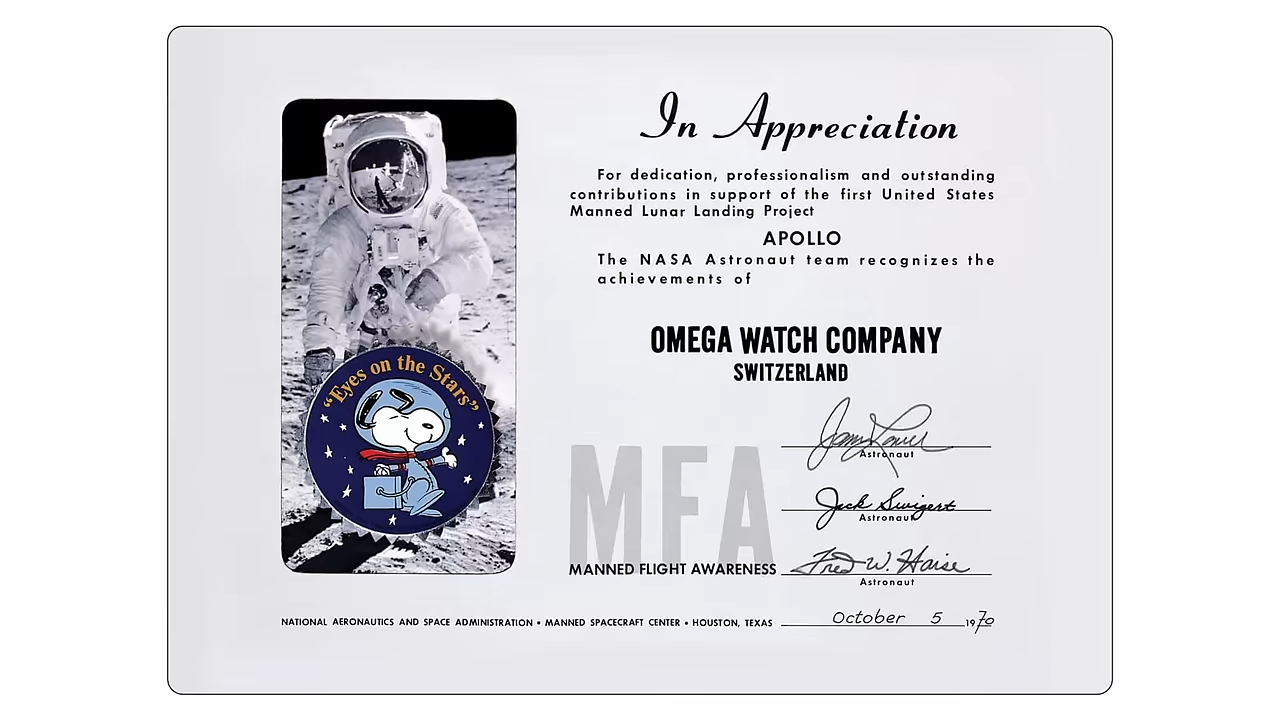 In Appreciation
For dedication, professionalism and outstanding
contributions in support of the first United States
Manned Lunar Landing Project
APOLLO
The NASA Astronaut team recognizes the
achievements of
OMEGA WATCH COMPANY
SWITZERLAND
"Eyes on the Stars"
James Lovell
Astronaut
Jack Swigert
Astronaut
MFA
MANNED FLIGHT AWARENESS
Fred W. Haise
Astronaut
NATIONAL AERONAUTICS AND SPACE ADMINISTRATION • MANNED SPACECRAFT CENTER • HOUSTON, TEXAS October 5 1970